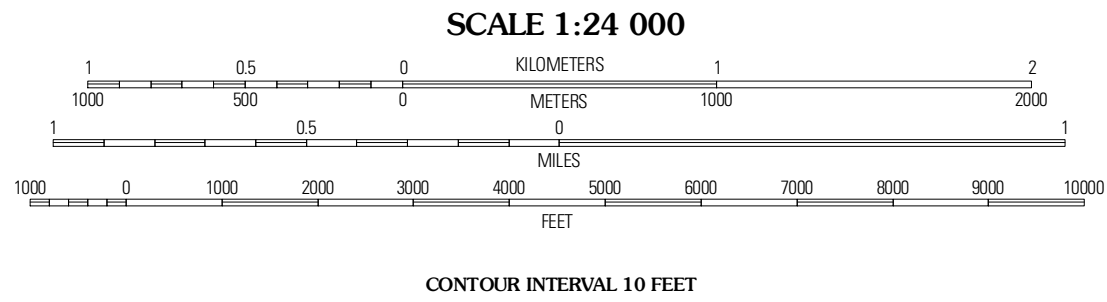 SCALE 1:24 000
1 0.5 0 KILOMETERS 1 2
1000 500 0 METERS 1000 2000
1 0.5 0 1
MILES
1000 0 1000 2000 3000 4000 5000 6000 7000 8000 9000 10000
FEET
CONTOUR INTERVAL 10 FEET